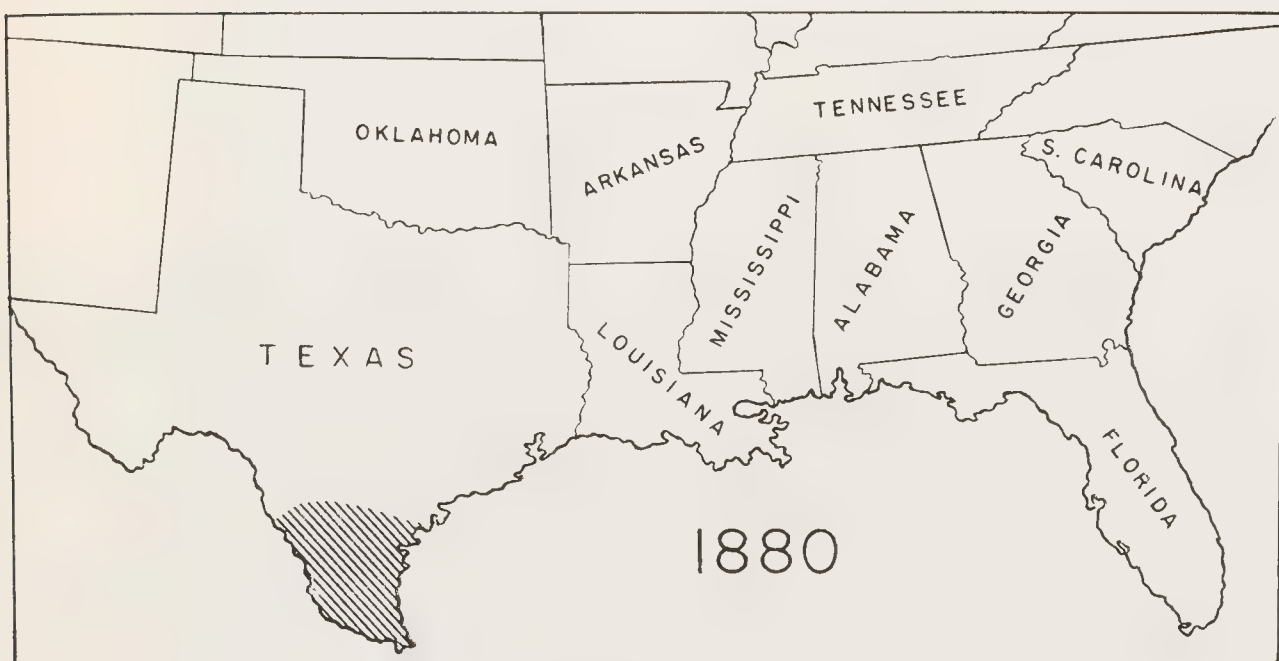 TENNESSEE
OKLAHOMA
ARKANSAS
S. CAROLINA
MISSISSIPPI
ALABAMA
GEORGIA
TEXAS
LOUISIANA
FLORIDA
1880